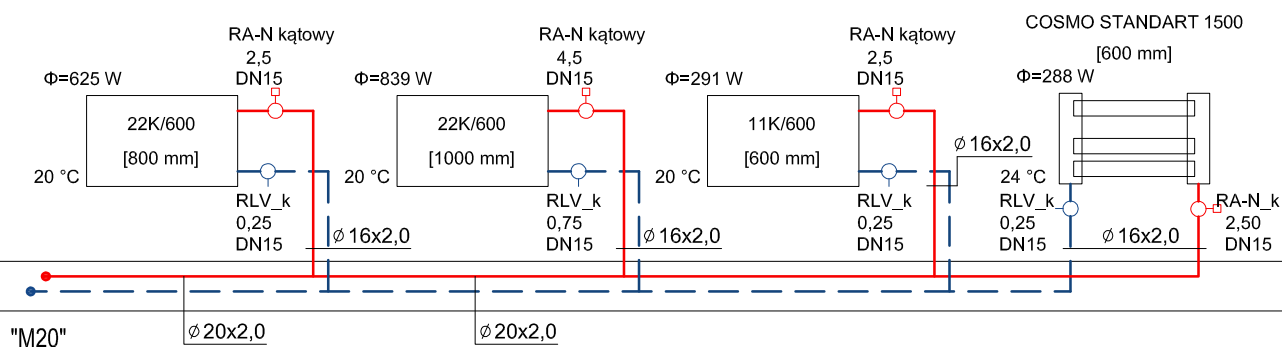 RA-N kątowy
2,5
DN15
Φ=625 W
22K/600
[800 mm]
20 °C
RLV_k
0,25
DN15
⌀16x2,0
RA-N kątowy
4,5
DN15
Φ=839 W
22K/600
[1000 mm]
20 °C
RLV_k
0,75
DN15
⌀16x2,0
RA-N kątowy
2,5
DN15
Φ=291 W
11K/600
[600 mm]
20 °C
RLV_k
0,25
DN15
⌀16x2,0
COSMO STANDART 1500
[600 mm]
Φ=288 W
24 °C
RLV_k
0,25
DN15
⌀16x2,0
RA-N_k
2,50
DN15
"M20"
⌀20x2,0
⌀20x2,0